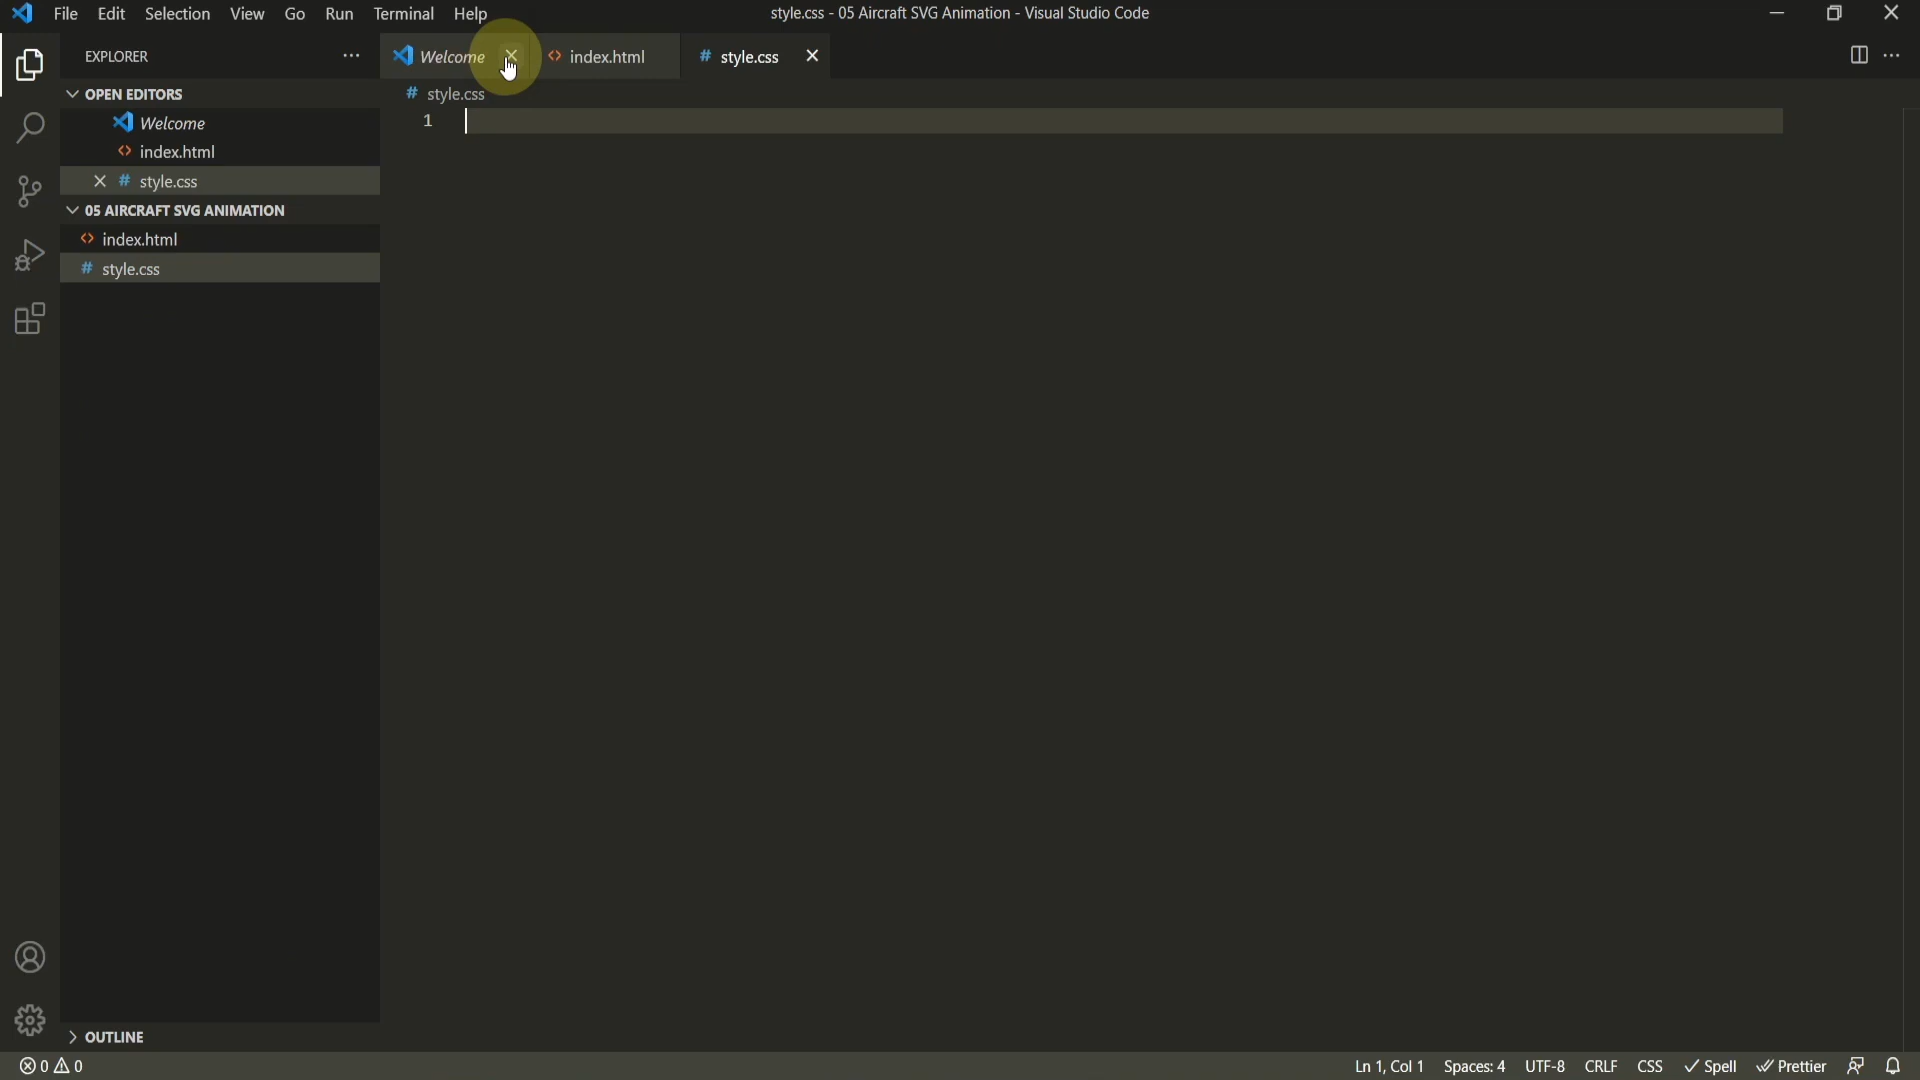 File Edit Selection View Go Run Terminal Help
style.css - 05 Aircraft SVG Animation - Visual Studio Code
EXPLORER
Welcome
index.html
# style.css
OPEN EDITORS
Welcome
index.html
# style.css
05 AIRCRAFT SVG ANIMATION
index.html
# style.css
# style.css
1
OUTLINE
0 0
Ln 1, Col 1 Spaces: 4 UTF-8 CRLF CSS Spell Prettier